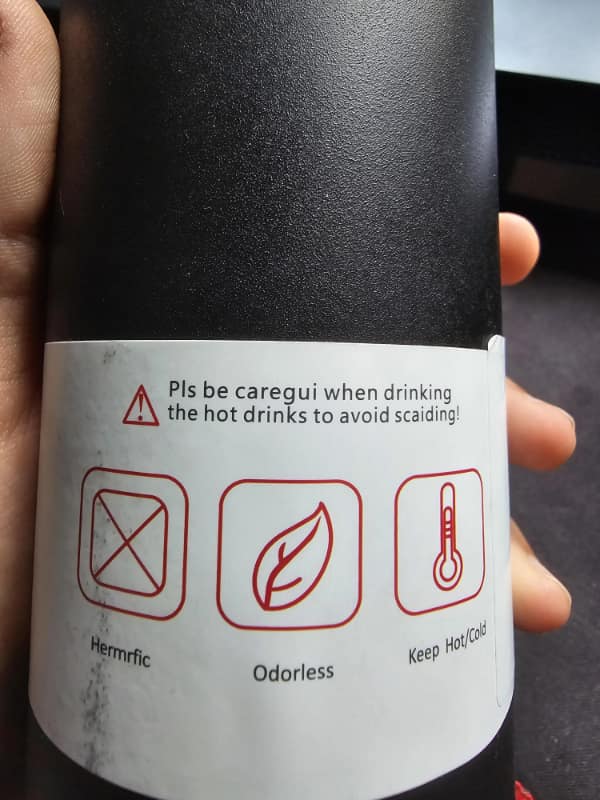 Pls be caregui when drinking
the hot drinks to avoid scaiding!
Hermrfic
Odorless
Keep Hot/Cold